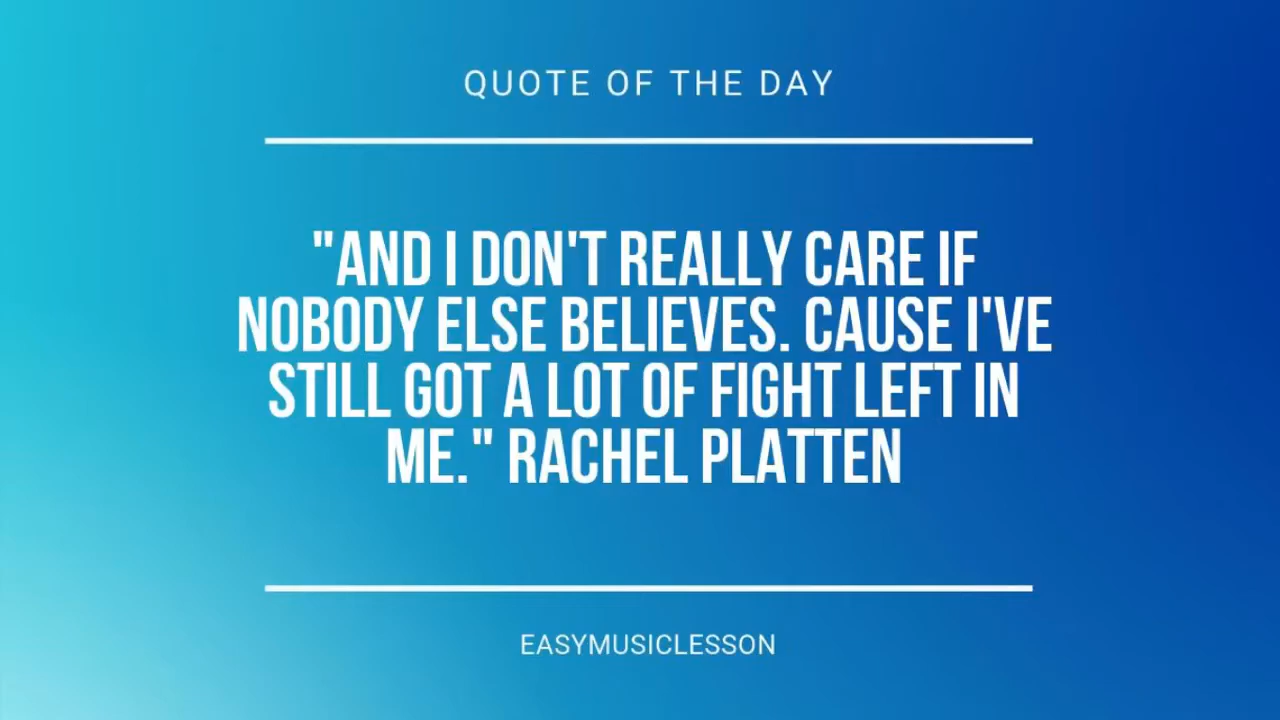 QUOTE OF THE DAY
"AND I DON'T REALLY CARE IF
NOBODY ELSE BELIEVES. CAUSE I'VE
STILL GOT A LOT OF FIGHT LEFT IN
ME." RACHEL PLATTEN
EASYMUSICLESSON